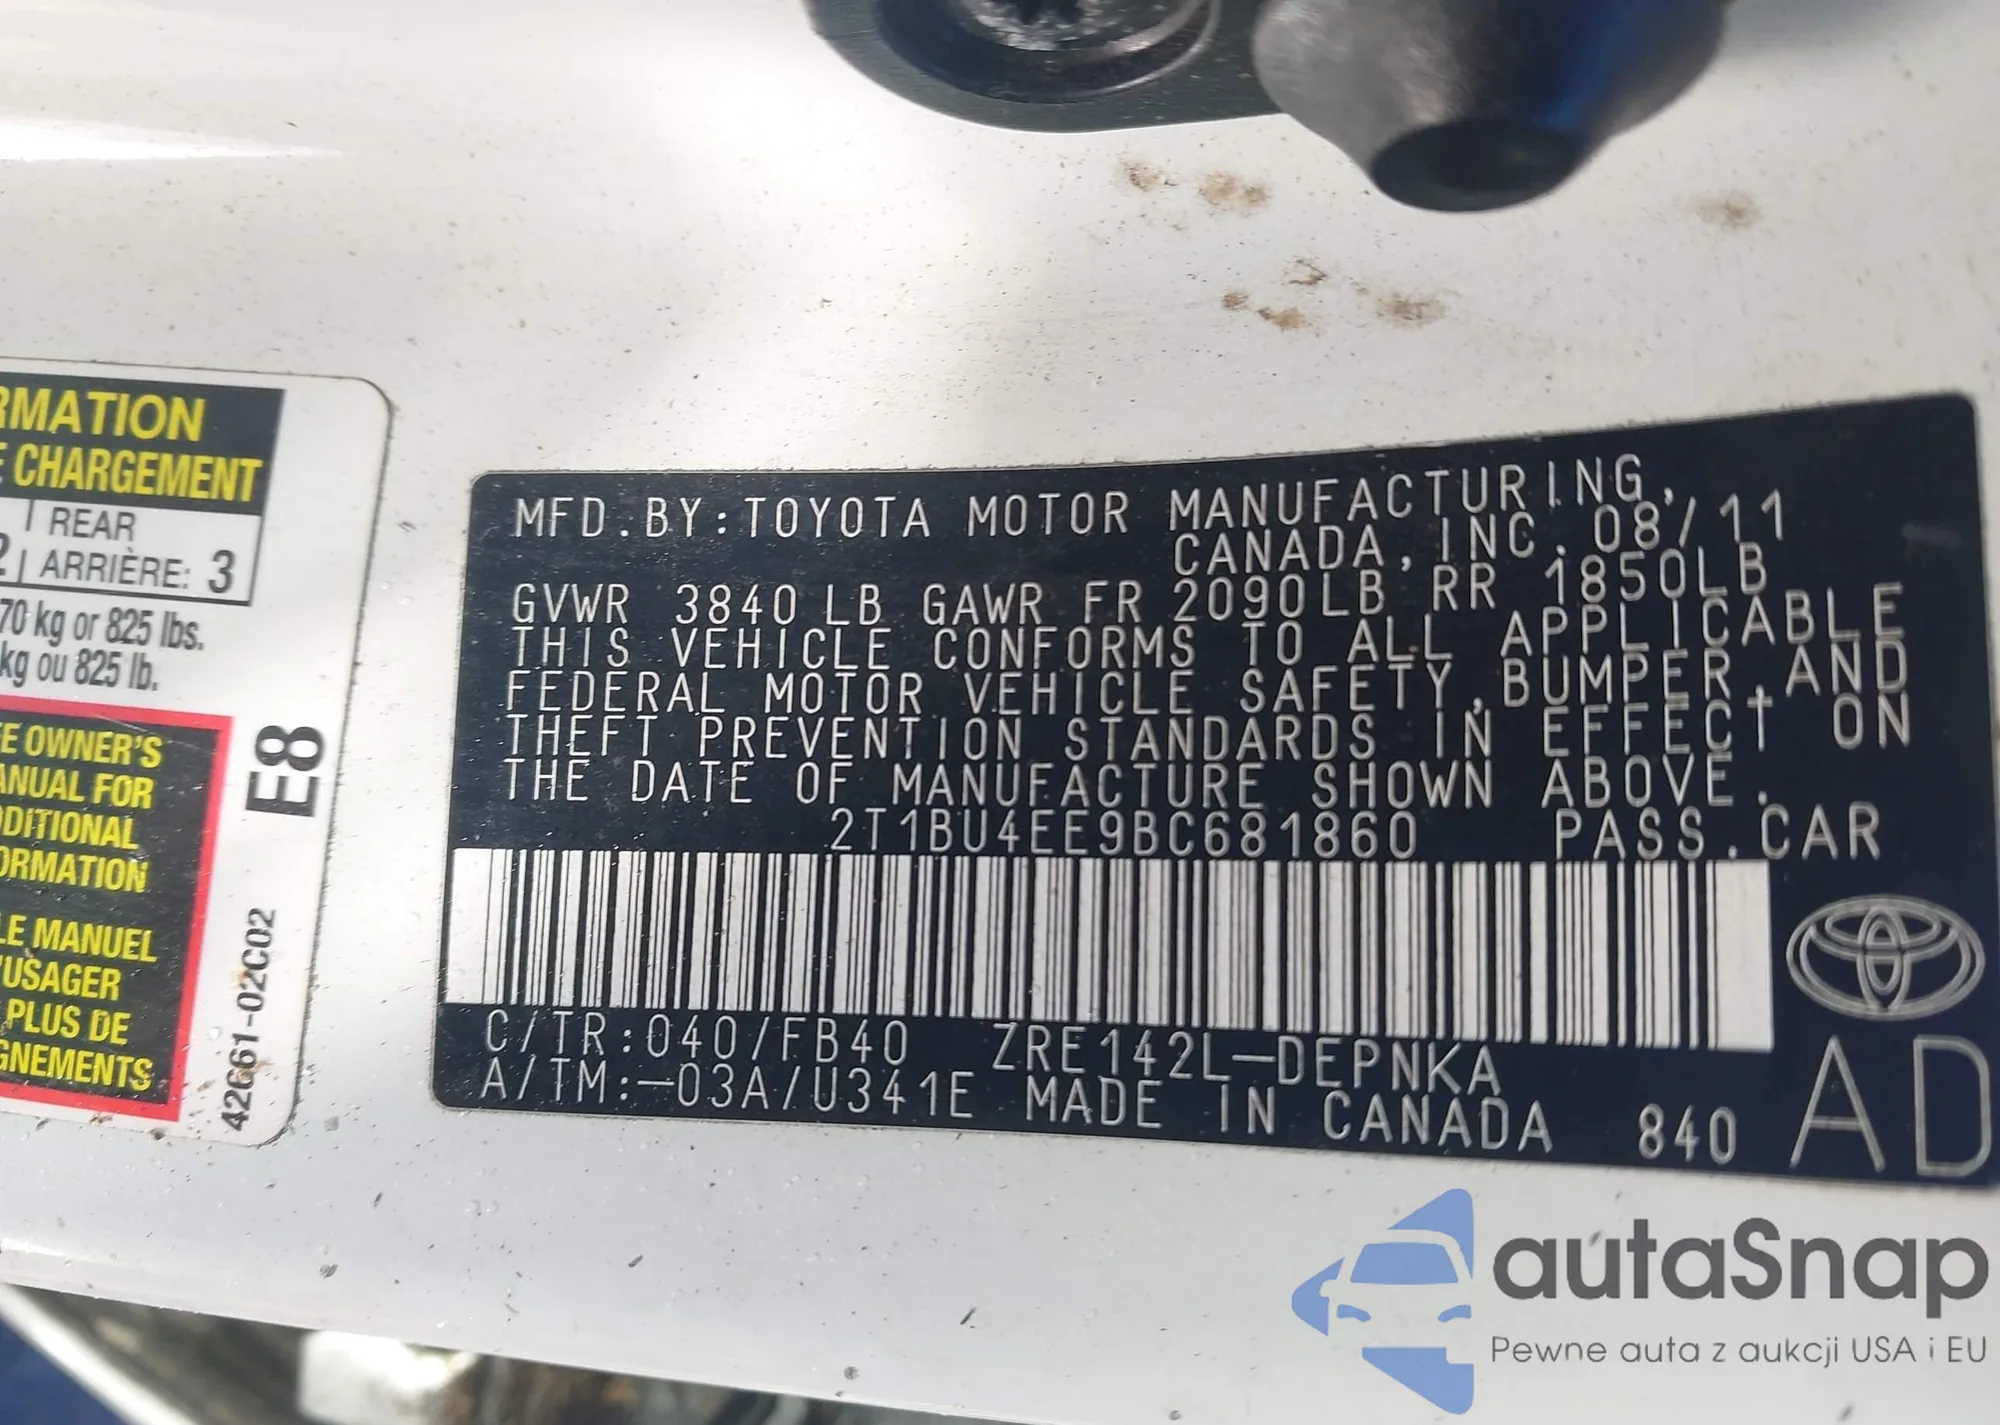 RMATION
E CHARGEMENT
REAR
2 ARRIÈRE: 3
70 kg or 825 lbs.
kg ou 825 lb.
EE OWNER'S
ANUAL FOR
DDITIONAL
ORMATION
LE MANUEL
'USAGER
PLUS DE
GNEMENTS
E8
42661-02C02
MFD.BY:TOYOTA MOTOR MANUFACTURING,
CANADA,INC. 08/11
GVWR 3840LB GAWR FR 2090LB RR 1850LB
THIS VEHICLE CONFORMS TO ALL APPLICABLE
FEDERAL MOTOR VEHICLE SAFETY,BUMPER,AND
THEFT PREVENTION STANDARDS IN EFFECT ON
THE DATE OF MANUFACTURE SHOWN ABOVE.
2T1BU4EE9BC681860 PASS.CAR
C/TR:040/FB40 ZRE142L-DEPNKA
A/TM:-03A/U341E MADE IN CANADA 840
AD
autaSnap
Pewne auta z aukcji USA i EU